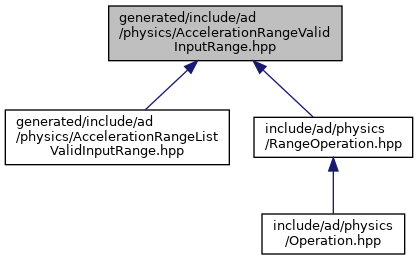 generated/include/ad
/physics/AccelerationRangeValid
InputRange.hpp
generated/include/ad
/physics/AccelerationRangeList
ValidInputRange.hpp
include/ad/physics
/RangeOperation.hpp
include/ad/physics
/Operation.hpp